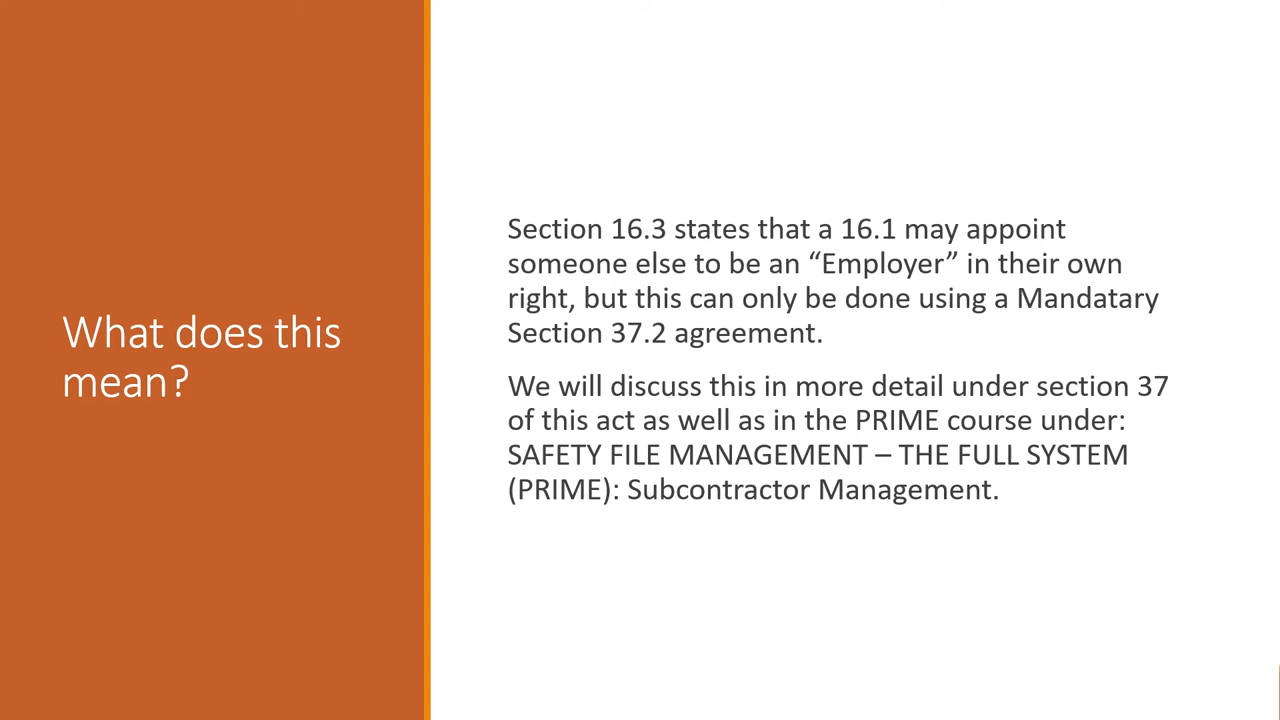 What does this
mean?
Section 16.3 states that a 16.1 may appoint
someone else to be an “Employer” in their own
right, but this can only be done using a Mandatary
Section 37.2 agreement.
We will discuss this in more detail under section 37
of this act as well as in the PRIME course under:
SAFETY FILE MANAGEMENT – THE FULL SYSTEM
(PRIME): Subcontractor Management.